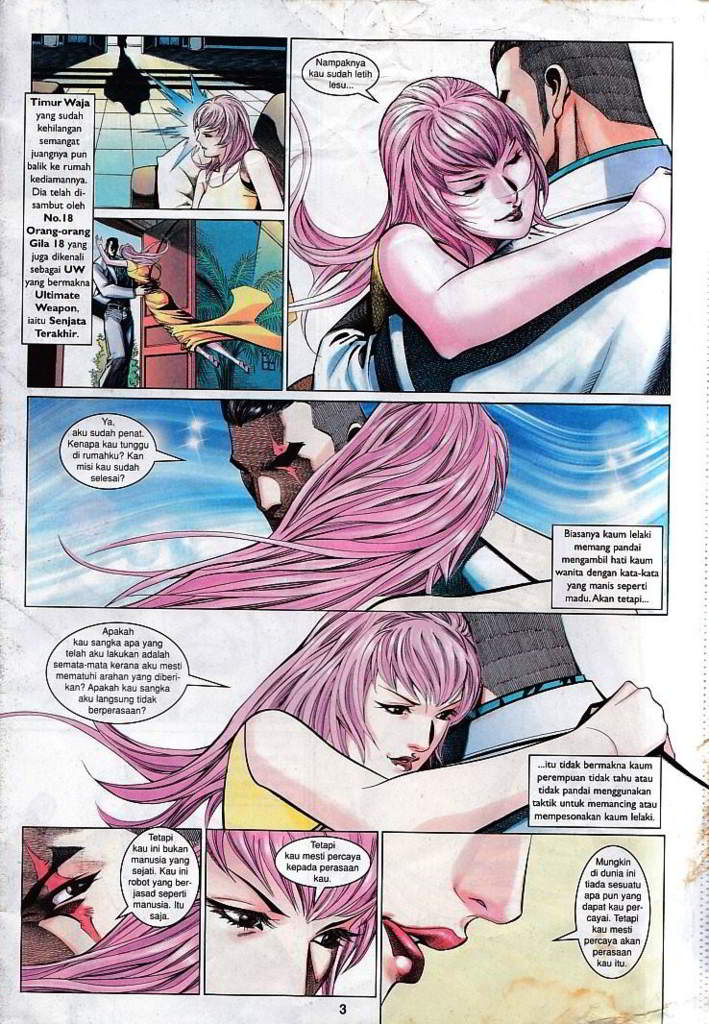 Timur Waja
yang sudah
kehilangan
semangat
juangnya pun
balik ke rumah
kediamannya.
Dia telah di-
sambut oleh
No.18
Orang-orang
Gila 18 yang
juga dikenali
sebagai UW
yang bermakna
Ultimate
Weapon,
iaitu Senjata
Terakhir.
Nampaknya
kau sudah letih
lesu...
Ya,
aku sudah penat.
Kenapa kau tunggu
di rumahku? Kan
misi kau sudah
selesai?
Biasanya kaum lelaki
memang pandai
mengambil hati kaum
wanita dengan kata-kata
yang manis seperti
madu. Akan tetapi...
Apakah
kau sangka apa yang
telah aku lakukan adalah
semata-mata kerana aku mesti
mematuhi arahan yang diberi-
kan? Apakah kau sangka
aku langsung tidak
berperasaan?
...itu tidak bermakna kaum
perempuan tidak tahu atau
tidak pandai menggunakan
taktik untuk memancing atau
mempesonakan kaum lelaki.
Tetapi
kau ini bukan
manusia yang
sejati. Kau ini
robot yang ber-
jasad seperti
manusia. Itu
saja.
Tetapi
kau mesti percaya
kepada perasaan
kau.
Mungkin
di dunia ini
tiada sesuatu
apa pun yang
dapat kau per-
cayai. Tetapi
kau mesti
percaya akan
perasaan
kau itu.
3